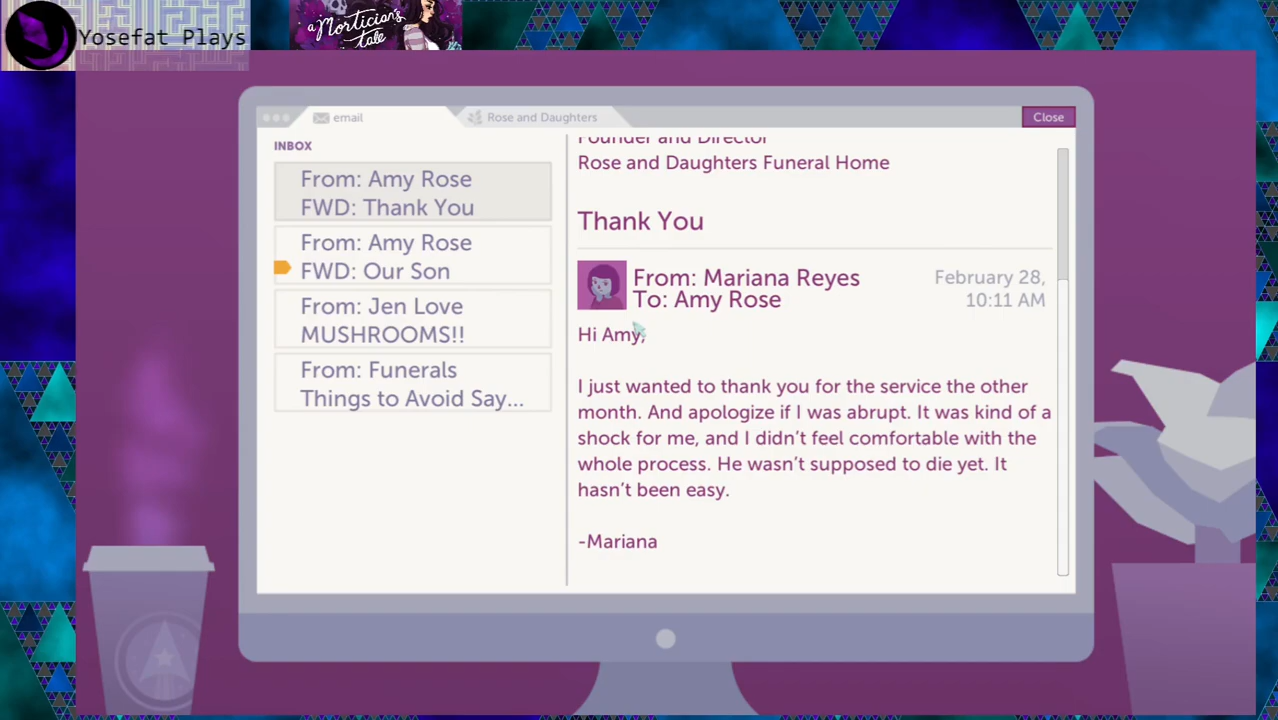 Yosefat Plays
a Mortician's
tale
email
Rose and Daughters
Close
INBOX
From: Amy Rose
FWD: Thank You
From: Amy Rose
FWD: Our Son
From: Jen Love
MUSHROOMS!!
From: Funerals
Things to Avoid Say...
Founder and Director
Rose and Daughters Funeral Home
Thank You
From: Mariana Reyes
To: Amy Rose
February 28,
10:11 AM
Hi Amy,
I just wanted to thank you for the service the other
month. And apologize if I was abrupt. It was kind of a
shock for me, and I didn't feel comfortable with the
whole process. He wasn't supposed to die yet. It
hasn't been easy.
-Mariana